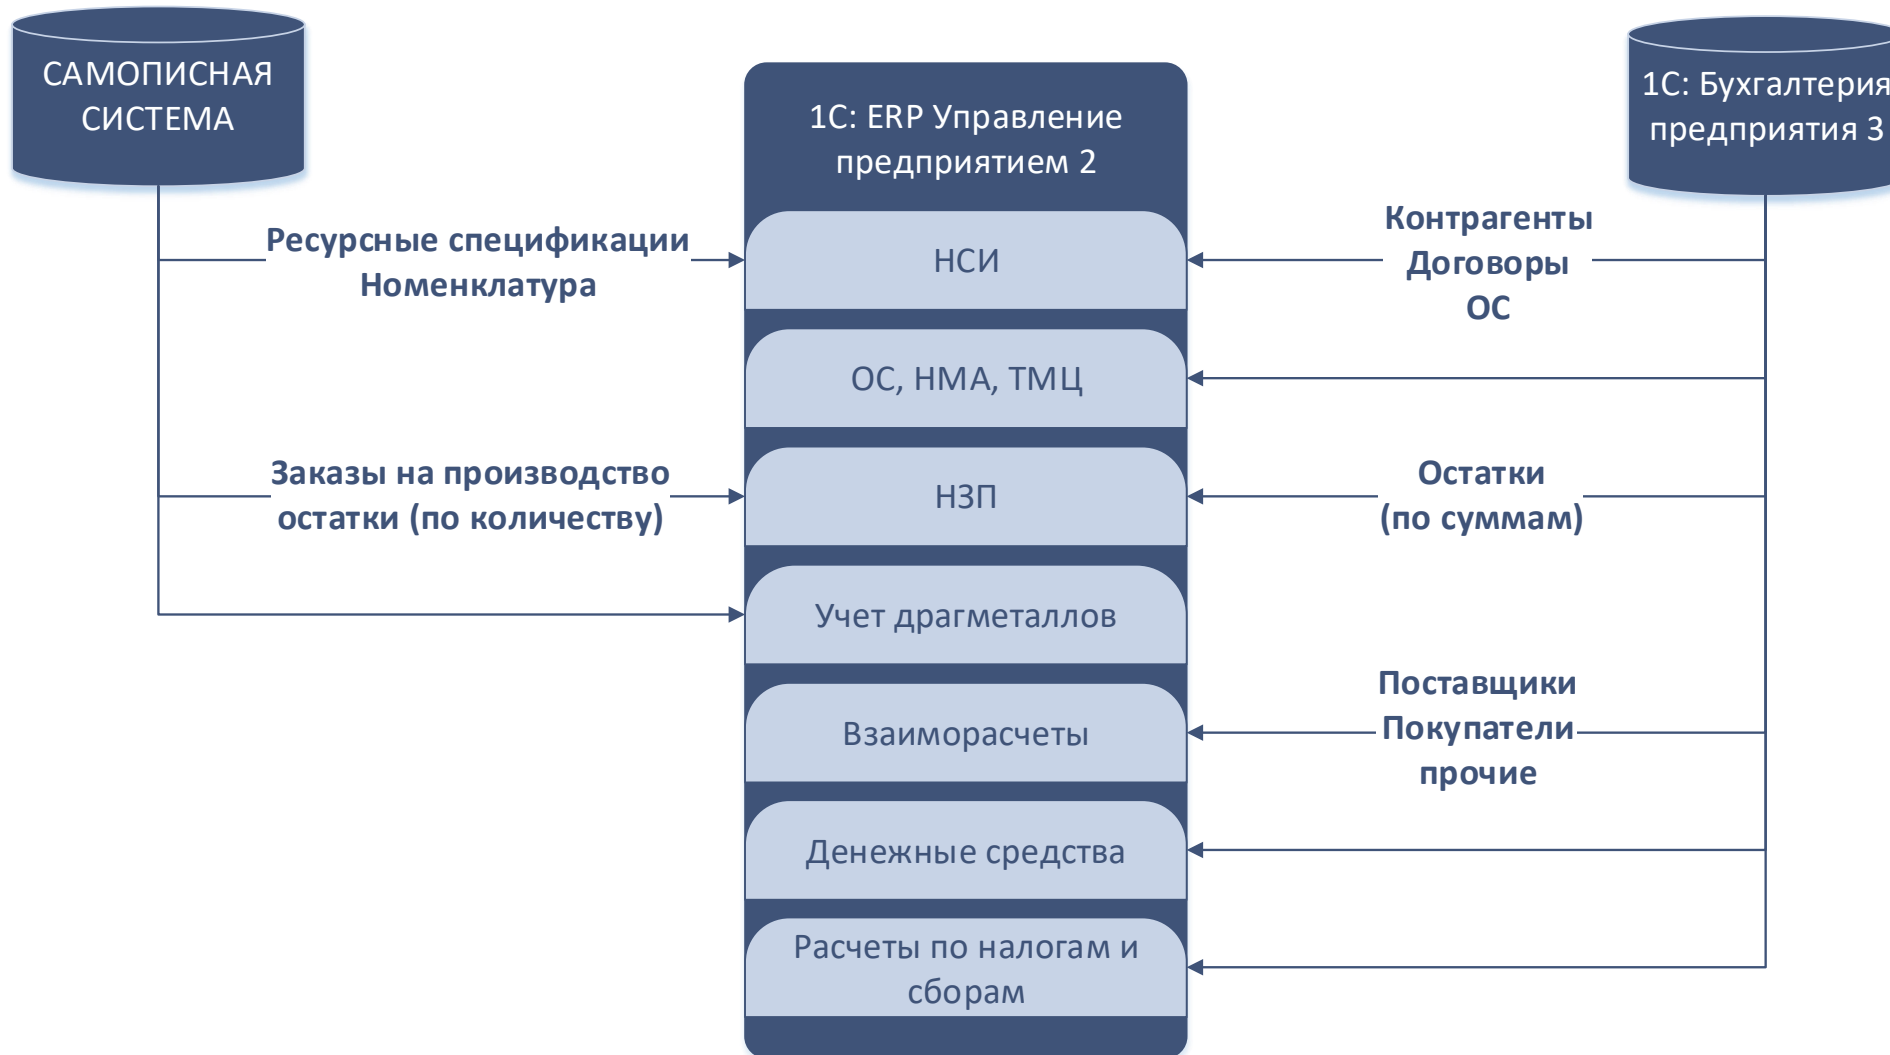 САМОПИСНАЯ
СИСТЕМА
1С: ERP Управление
предприятием 2
1С: Бухгалтерия
предприятия 3
Ресурсные спецификации
Номенклатура
НСИ
Контрагенты
Договоры
ОС
ОС, НМА, ТМЦ
Заказы на производство
остатки (по количеству)
НЗП
Остатки
(по суммам)
Учет драгметаллов
Взаиморасчеты
Поставщики
Покупатели
прочие
Денежные средства
Расчеты по налогам и
сборам